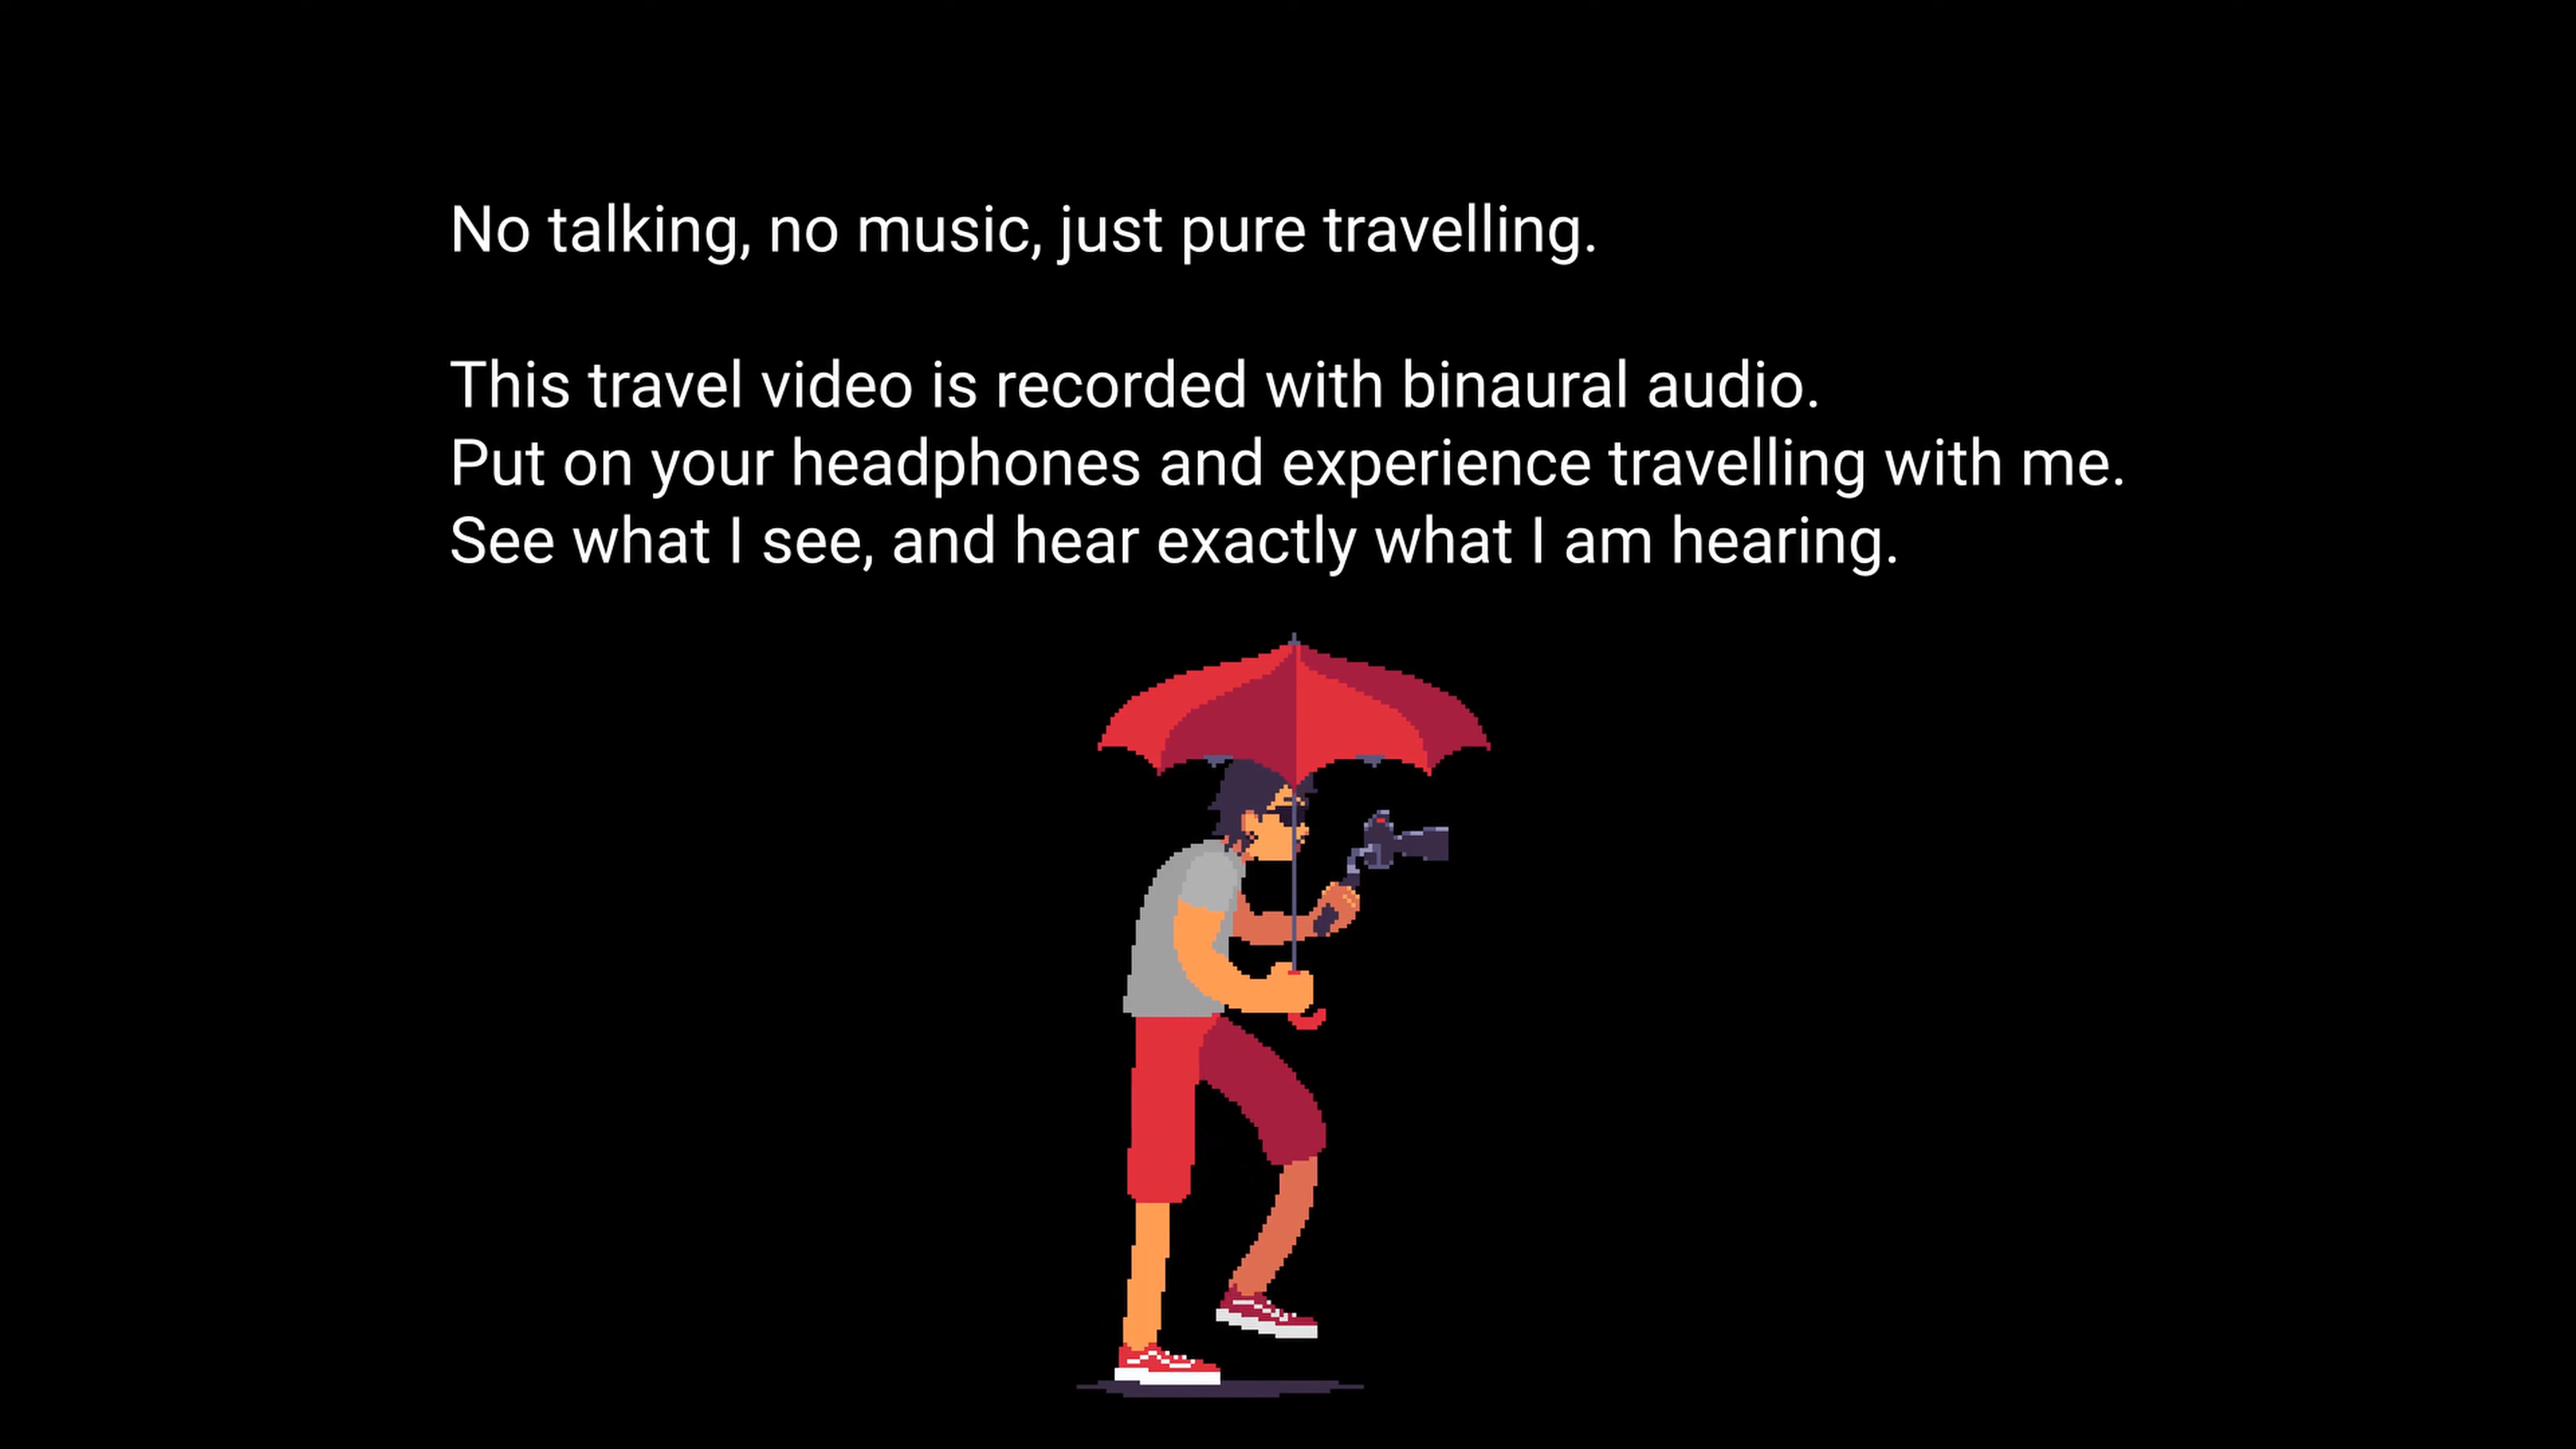 No talking, no music, just pure travelling.
This travel video is recorded with binaural audio.
Put on your headphones and experience travelling with me.
See what I see, and hear exactly what I am hearing.